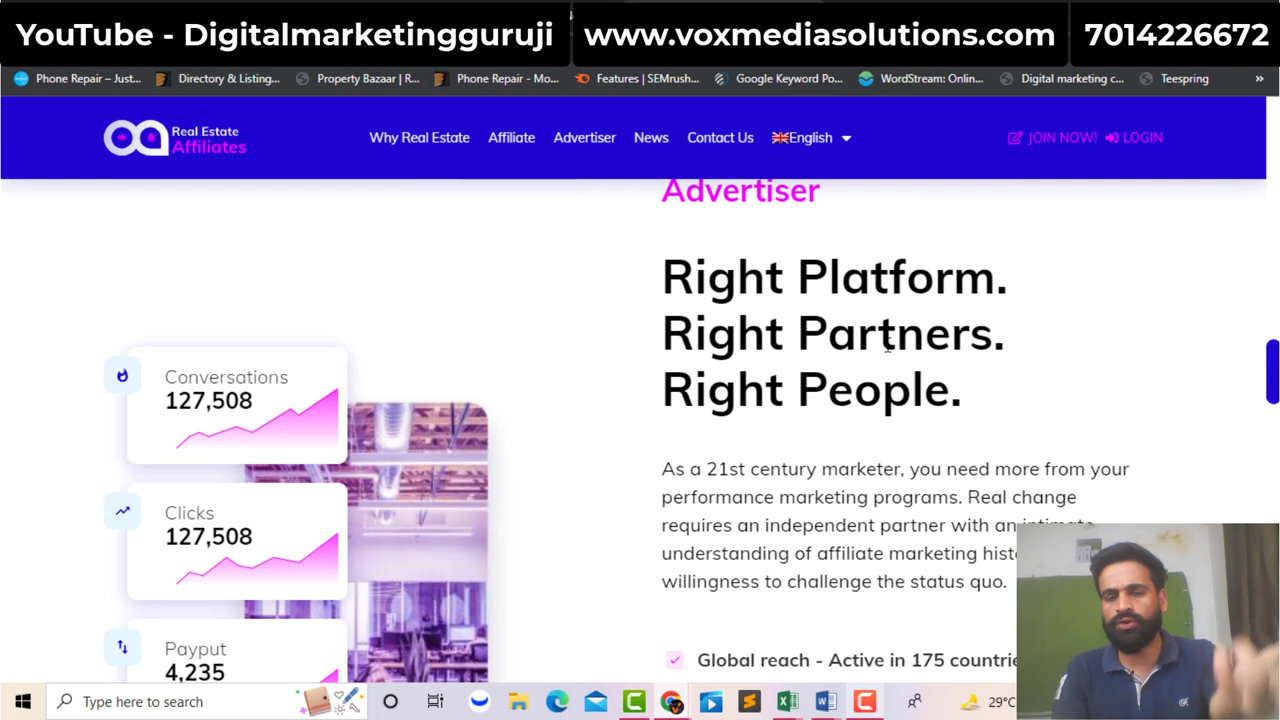 YouTube - Digitalmarketingguruji
www.voxmediasolutions.com
7014226672
Phone Repair – Just...
Directory & Listing...
Property Bazaar | R...
Phone Repair - Mo...
Features | SEMrush...
Google Keyword Po...
WordStream: Onlin...
Digital marketing c...
Teespring
»
Real Estate
Affiliates
Why Real Estate
Affiliate
Advertiser
News
Contact Us
English
JOIN NOW!
LOGIN
Advertiser
Right Platform.
Right Partners.
Right People.
Conversations
127,508
Clicks
127,508
Payput
4,235
As a 21st century marketer, you need more from your
performance marketing programs. Real change
requires an independent partner with an intimate
understanding of affiliate marketing
willingness to challenge the status quo.
Global reach - Active in 175
Type here to search
29°C